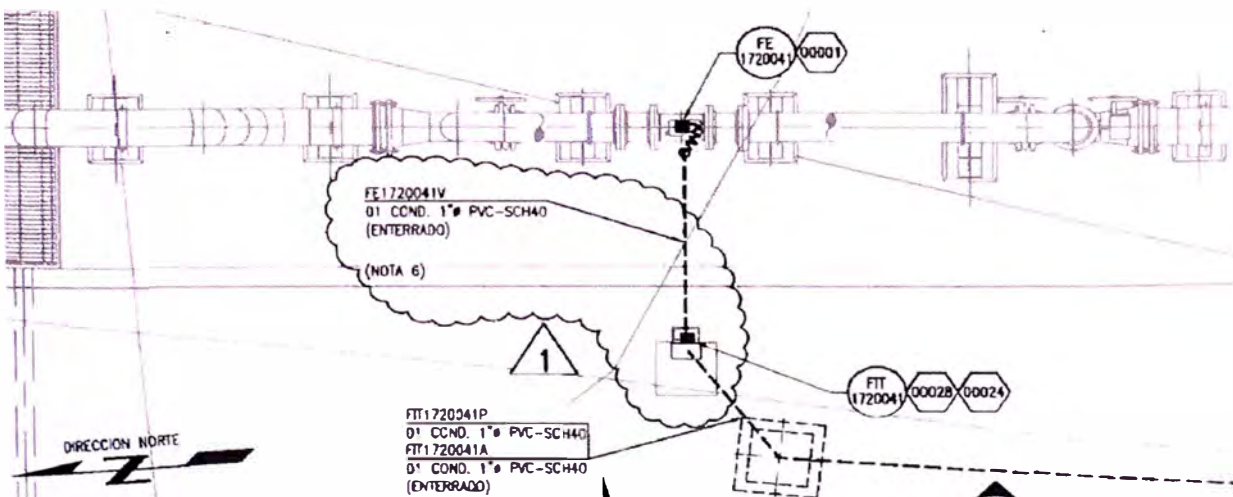 FE
1720041
00001
FE1720041V
01 COND. 1"ø PVC-SCH40
(ENTERRADO)
(NOTA 6)
1
FIT
1720041
00028
00024
FIT1720341P
01 COND. 1"ø PVC-SCH40
FIT1720041A
01 COND. 1"ø PVC-SCH40
(ENTERRADO)
DIRECCION NORTE
N